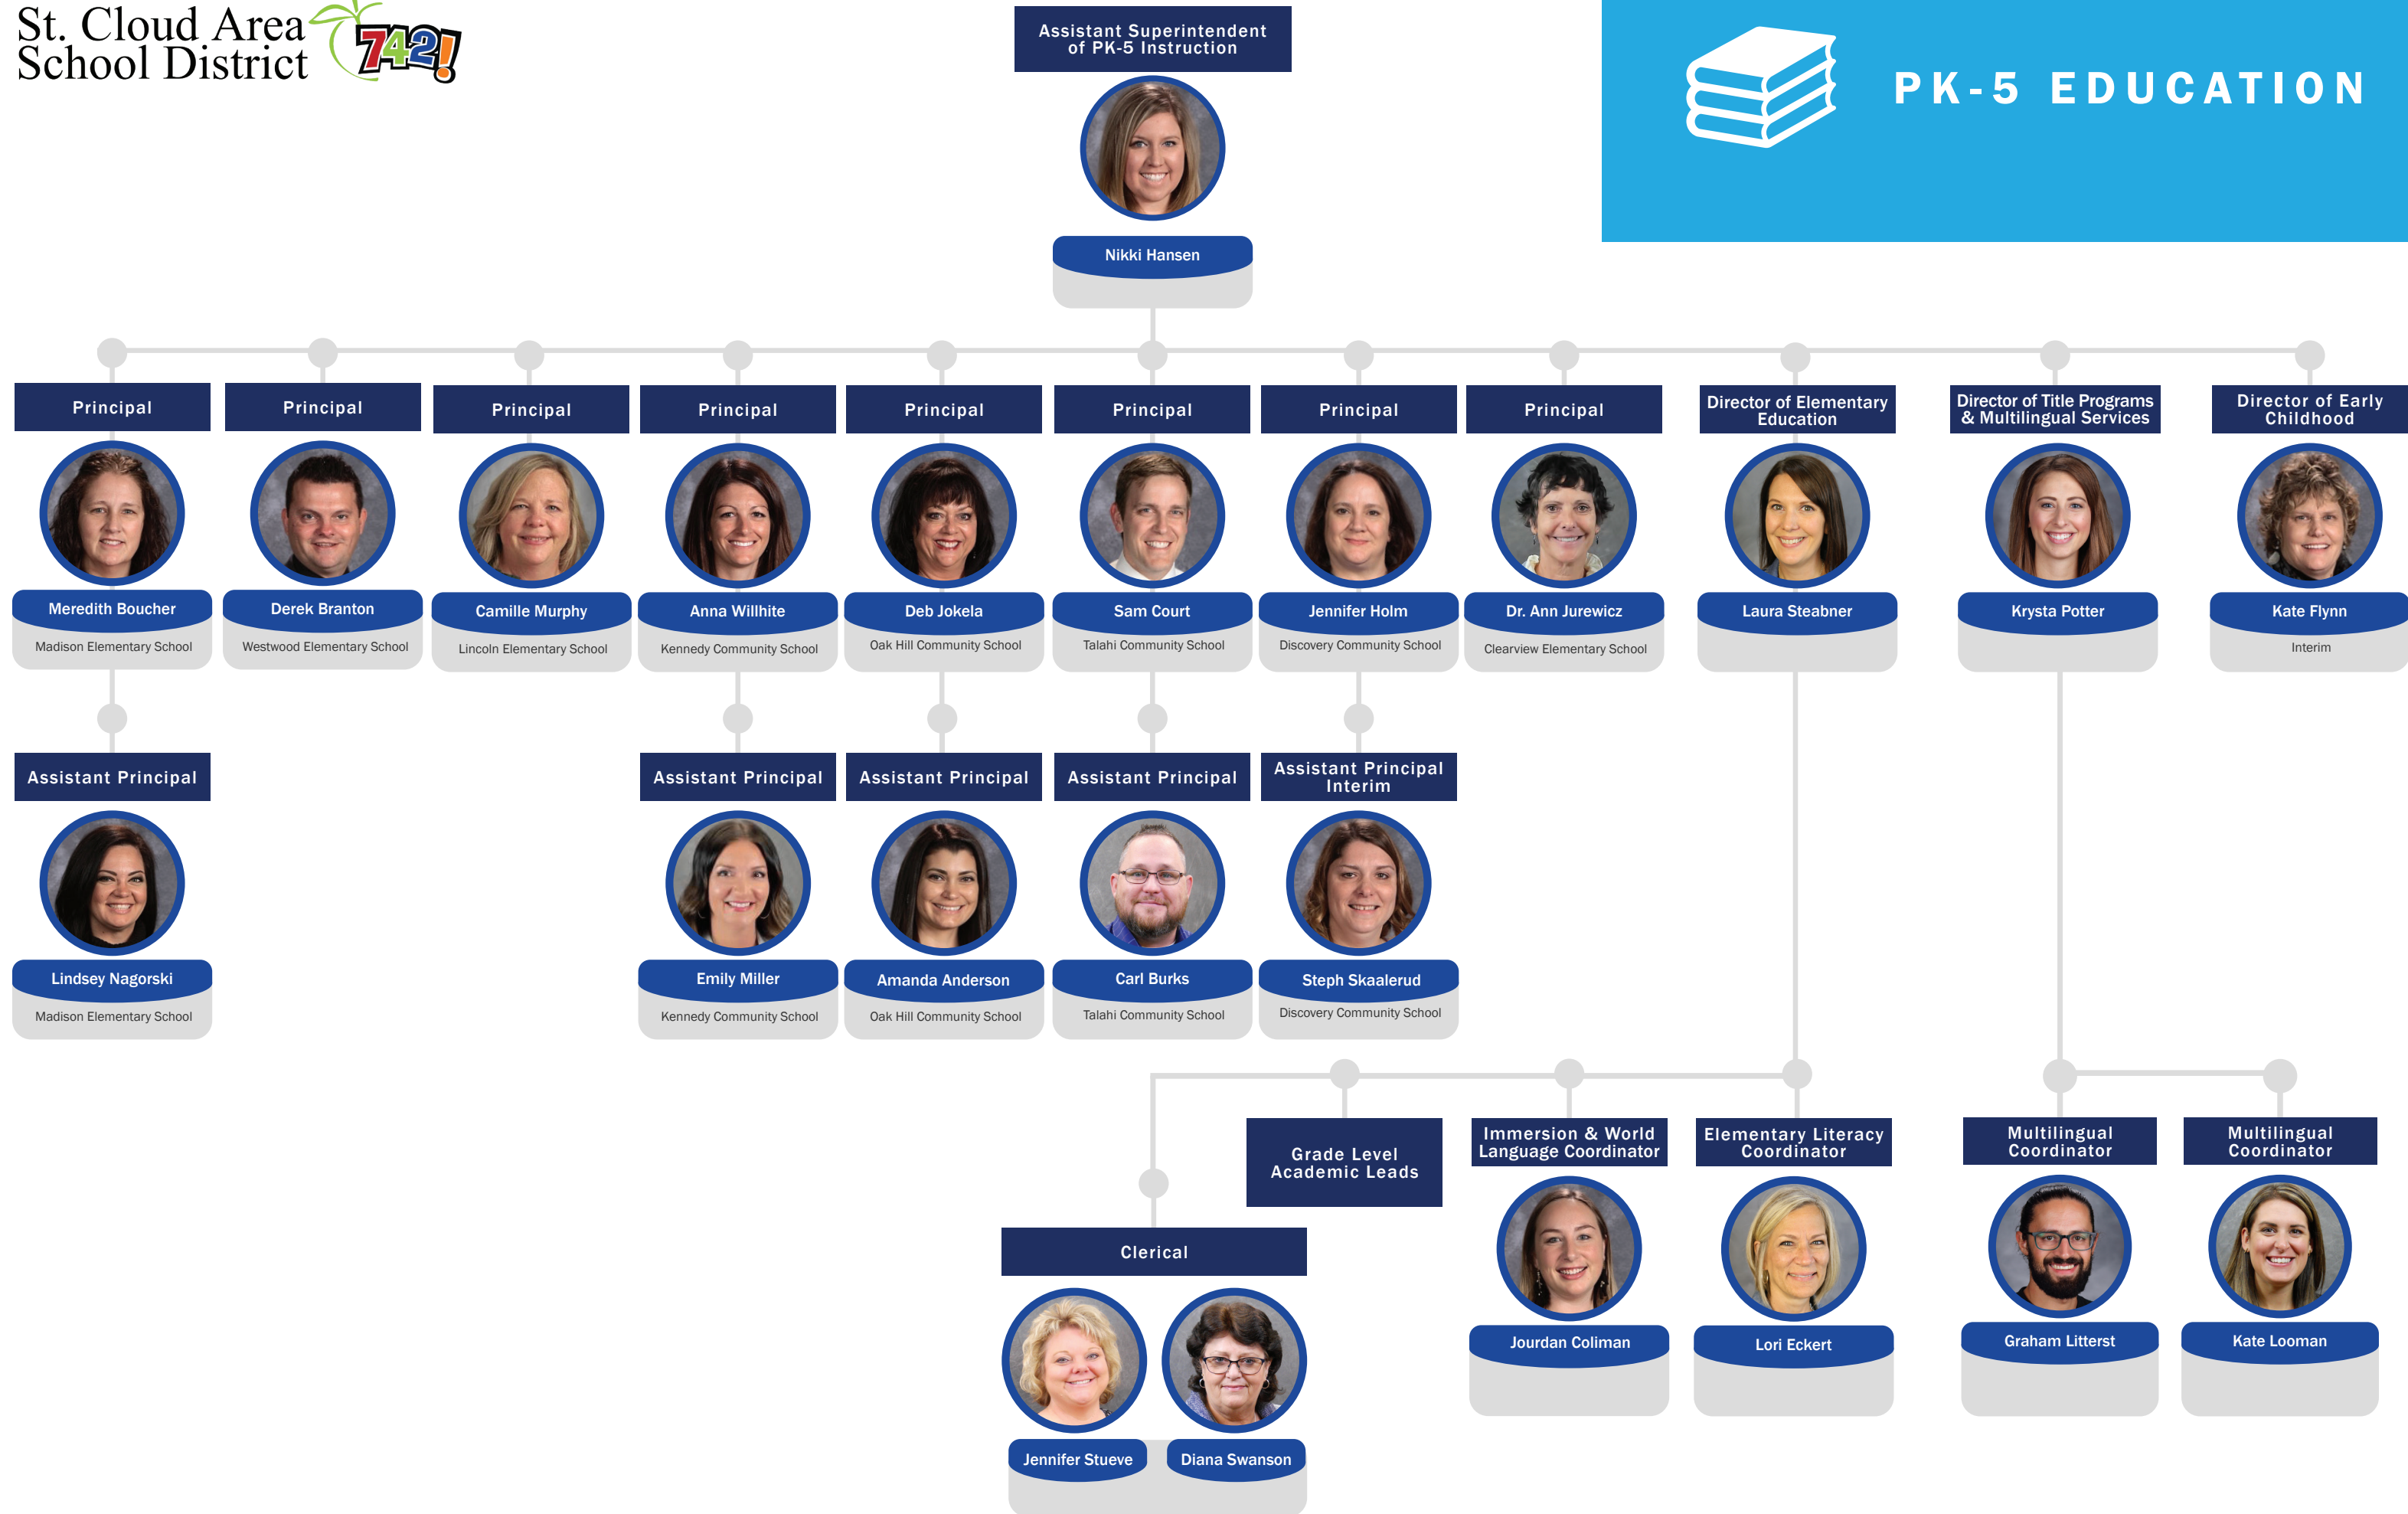 St. Cloud Area
School District
742!
Assistant Superintendent
of PK-5 Instruction
PK-5 EDUCATION
Nikki Hansen
Principal
Principal
Principal
Principal
Principal
Principal
Principal
Principal
Director of Elementary
Education
Director of Title Programs
& Multilingual Services
Director of Early
Childhood
Meredith Boucher
Madison Elementary School
Derek Branton
Westwood Elementary School
Camille Murphy
Lincoln Elementary School
Anna Willhite
Kennedy Community School
Deb Jokela
Oak Hill Community School
Sam Court
Talahi Community School
Jennifer Holm
Discovery Community School
Dr. Ann Jurewicz
Clearview Elementary School
Laura Steabner
Krysta Potter
Kate Flynn
Interim
Assistant Principal
Assistant Principal
Assistant Principal
Assistant Principal
Assistant Principal
Interim
Lindsey Nagorski
Madison Elementary School
Emily Miller
Kennedy Community School
Amanda Anderson
Oak Hill Community School
Carl Burks
Talahi Community School
Steph Skaalerud
Discovery Community School
Grade Level
Academic Leads
Immersion & World
Language Coordinator
Elementary Literacy
Coordinator
Multilingual
Coordinator
Multilingual
Coordinator
Clerical
Jourdan Coliman
Lori Eckert
Graham Litterst
Kate Looman
Jennifer Stueve
Diana Swanson